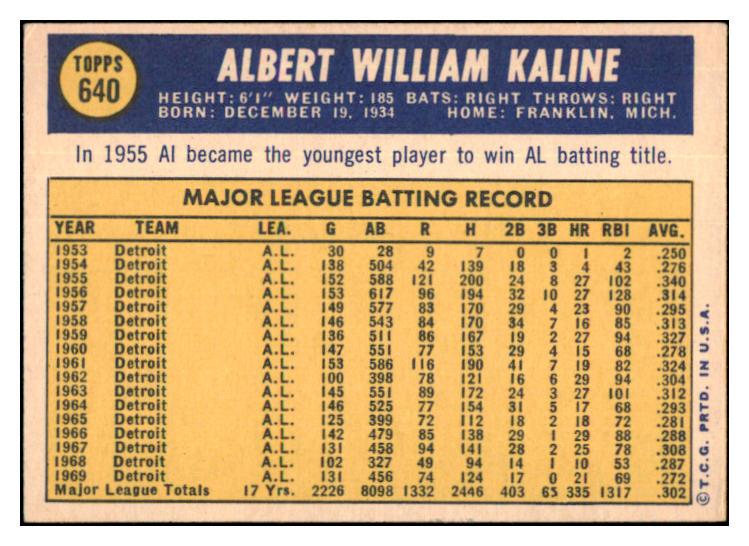 TOPPS
640
ALBERT WILLIAM KALINE
HEIGHT: 6'1" WEIGHT: 185 BATS: RIGHT THROWS: RIGHT
BORN: DECEMBER 19, 1934 HOME: FRANKLIN, MICH.
In 1955 Al became the youngest player to win AL batting title.
MAJOR LEAGUE BATTING RECORD
YEAR TEAM LEA. G AB R H 2B 3B HR RBI AVG.
1953 Detroit A.L. 30 28 9 7 0 0 1 2 .250
1954 Detroit A.L. 138 504 42 139 18 3 4 43 .276
1955 Detroit A.L. 152 588 121 200 24 8 27 102 .340
1956 Detroit A.L. 153 617 96 194 32 10 27 128 .314
1957 Detroit A.L. 149 577 83 170 29 4 23 90 .295
1958 Detroit A.L. 146 543 84 170 34 7 16 85 .313
1959 Detroit A.L. 136 511 86 167 19 2 27 94 .327
1960 Detroit A.L. 147 551 77 153 29 4 15 68 .278
1961 Detroit A.L. 153 586 116 190 41 7 19 82 .324
1962 Detroit A.L. 100 398 78 121 16 6 29 94 .304
1963 Detroit A.L. 145 551 89 172 24 3 27 101 .312
1964 Detroit A.L. 146 525 77 154 31 5 17 68 .293
1965 Detroit A.L. 125 399 72 112 18 2 18 72 .281
1966 Detroit A.L. 142 479 85 138 29 1 29 88 .288
1967 Detroit A.L. 131 458 94 141 28 2 25 78 .308
1968 Detroit A.L. 102 327 49 94 14 1 10 53 .287
1969 Detroit A.L. 131 456 74 124 17 0 21 69 .272
Major League Totals 17 Yrs. 2226 8098 1332 2446 403 65 335 1317 .302
©T.C.G. PRTD. IN U.S.A.